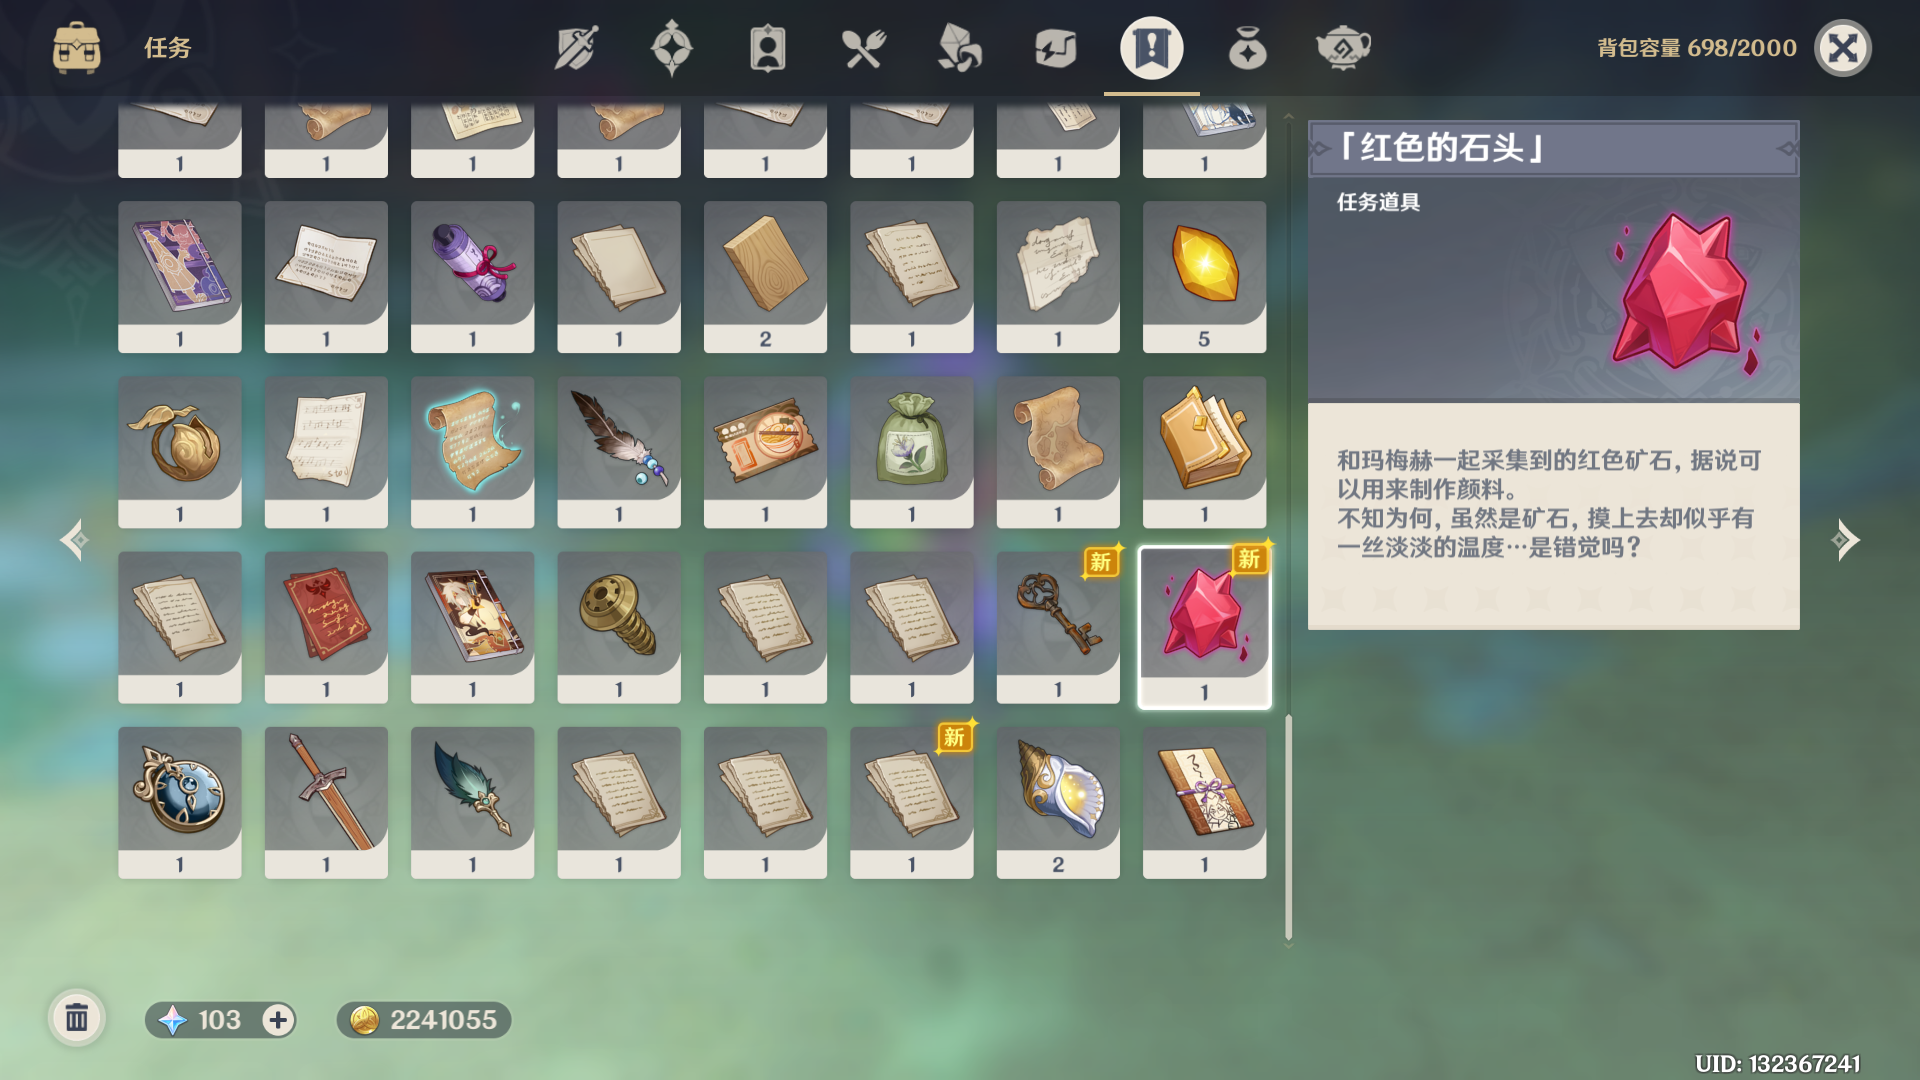 任务
背包容量 698/2000
1 1 1 1 1 1 1 1
「红色的石头」
任务道具
1 1 1 1 2 1 1 5
和玛梅赫一起采集到的红色矿石，据说可
以用来制作颜料。
不知为何，虽然是矿石，摸上去却似乎有
一丝淡淡的温度…是错觉吗？
1 1 1 1 1 1 1 1
新 新
1 1 1 1 1 1 1 1
新
1 1 1 1 1 1 2 1
103
2241055
UID: 132367241